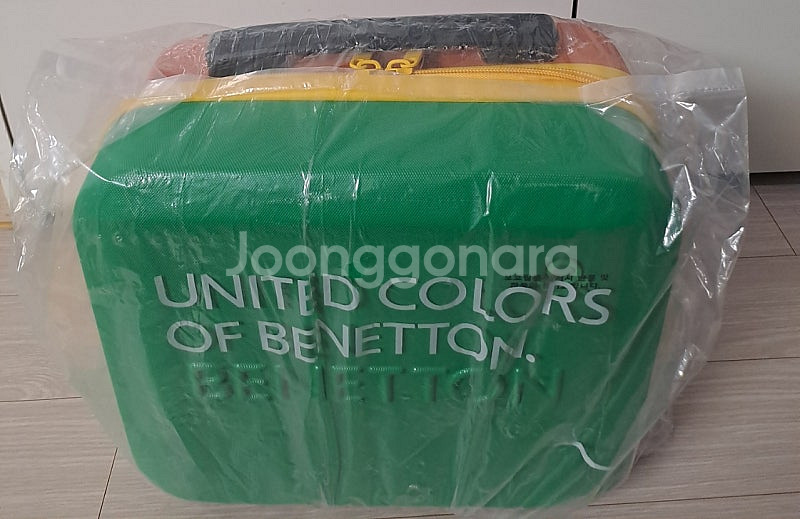 Joonggonara
UNITED COLORS
OF BENETTON.
BENETTON